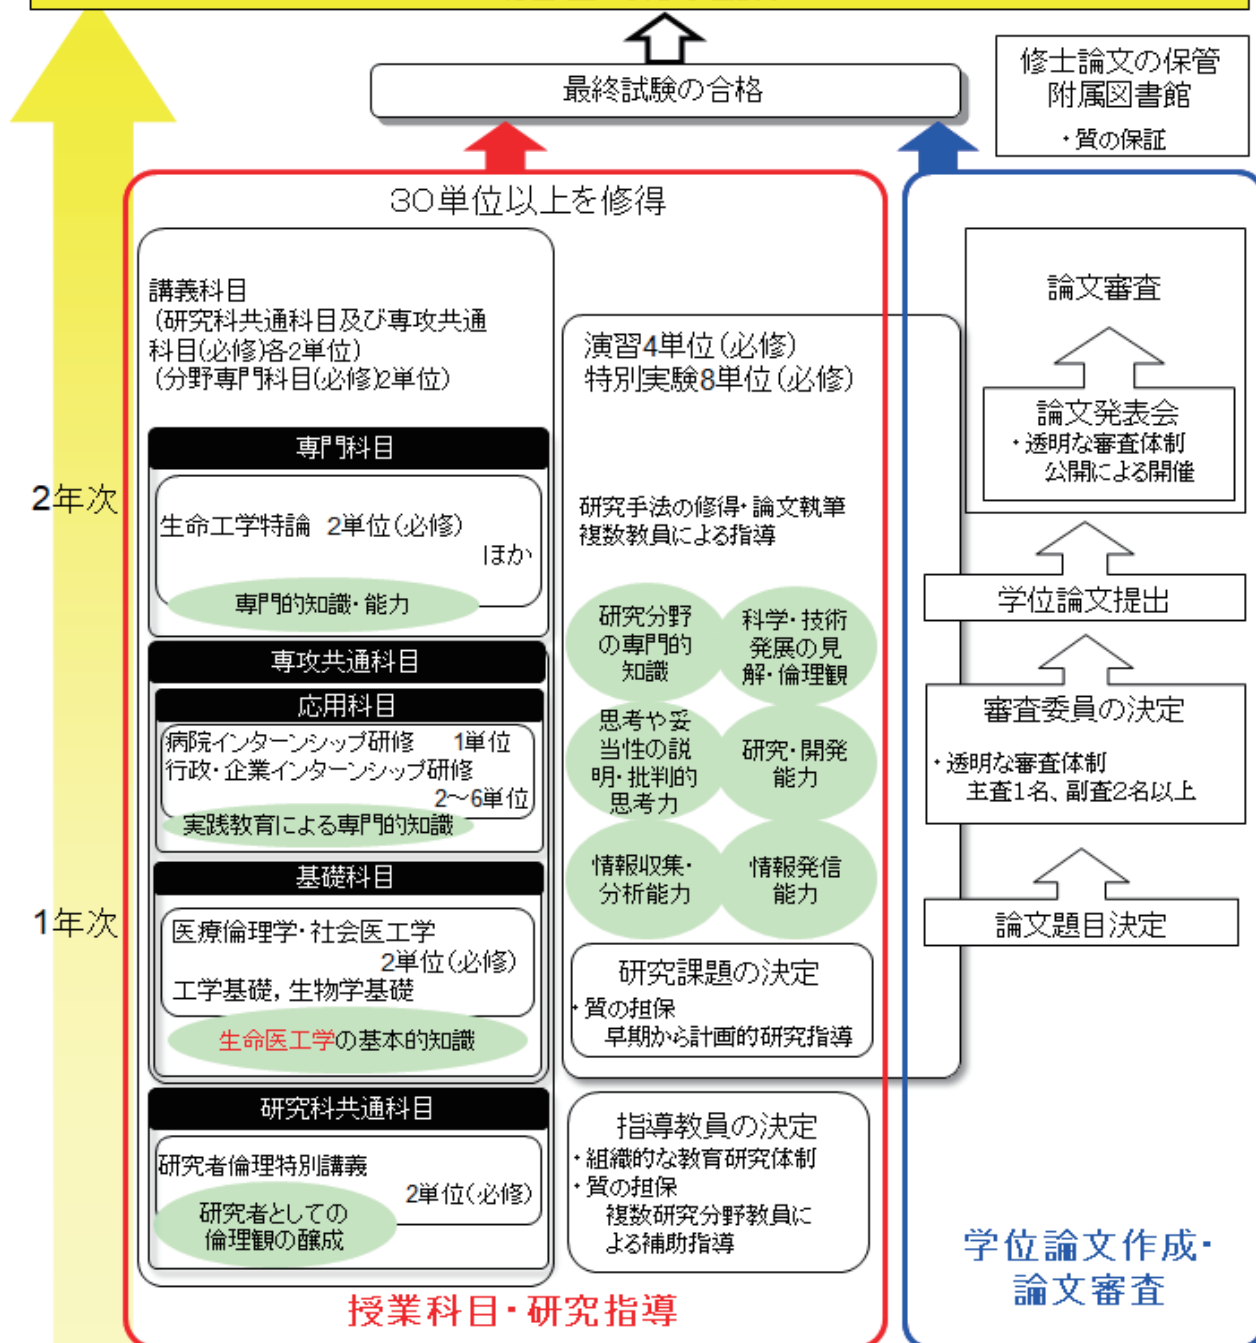 最終試験の合格
修士論文の保管
附属図書館
・質の保証
30単位以上を修得
講義科目
(研究科共通科目及び専攻共通
科目(必修)各2単位)
(分野専門科目(必修)2単位)
専門科目
生命工学特論 2単位(必修)
ほか
専門的知識・能力
専攻共通科目
応用科目
病院インターンシップ研修 1単位
行政・企業インターンシップ研修
2～6単位
実践教育による専門的知識
基礎科目
医療倫理学・社会医工学
2単位(必修)
工学基礎, 生物学基礎
生命医工学の基本的知識
研究科共通科目
研究者倫理特別講義
2単位(必修)
研究者としての
倫理観の醸成
演習4単位(必修)
特別実験8単位(必修)
研究手法の修得・論文執筆
複数教員による指導
研究分野
の専門的
知識
科学・技術
発展の見
解・倫理観
思考や妥
当性の説
明・批判的
思考力
研究・開発
能力
情報収集・
分析能力
情報発信
能力
研究課題の決定
・質の担保
早期から計画的研究指導
指導教員の決定
・組織的な教育研究体制
・質の担保
複数研究分野教員に
よる補助指導
授業科目・研究指導
論文審査
論文発表会
・透明な審査体制
公開による開催
学位論文提出
審査委員の決定
・透明な審査体制
主査1名、副査2名以上
論文題目決定
学位論文作成・
論文審査
2年次
1年次